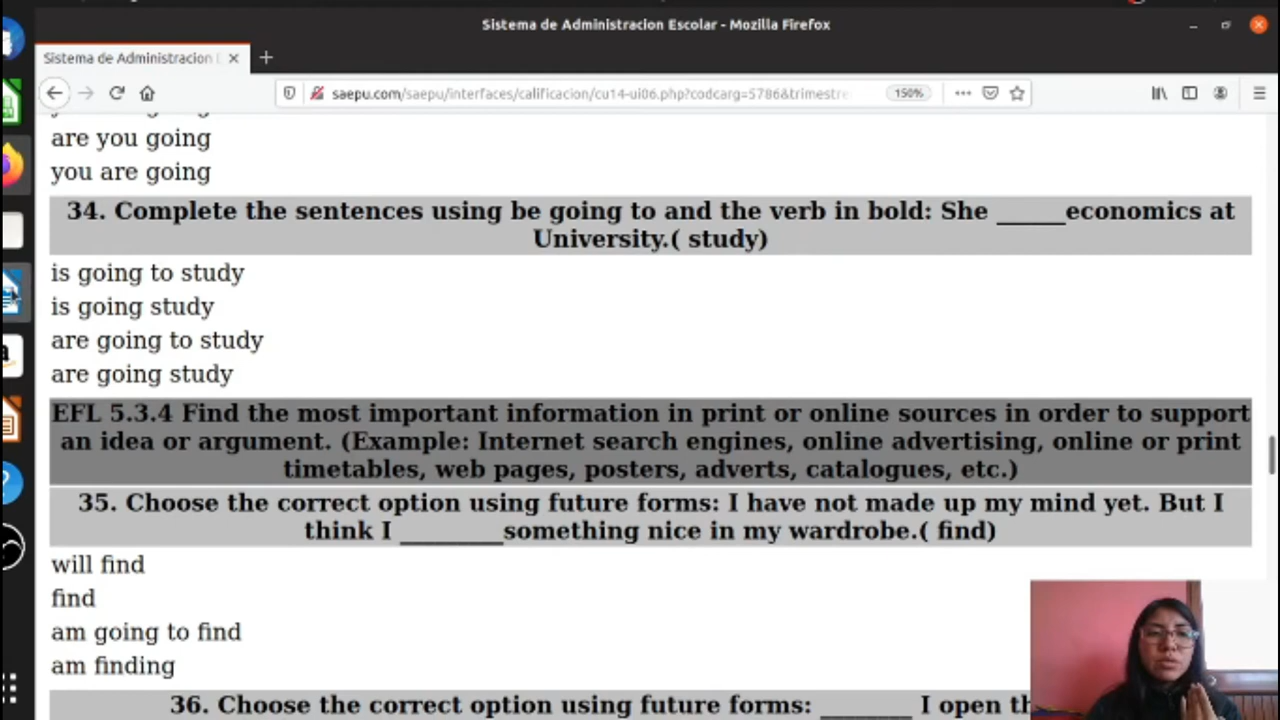 Sistema de Administracion Escolar - Mozilla Firefox
Sistema de Administracion
saepu.com/saepu/interfaces/calificacion/cu14-ui06.php?codcarg=5786&trimestre
150%
are you going
you are going
34. Complete the sentences using be going to and the verb in bold: She ______economics at
University.( study)
is going to study
is going study
are going to study
are going study
EFL 5.3.4 Find the most important information in print or online sources in order to support
an idea or argument. (Example: Internet search engines, online advertising, online or print
timetables, web pages, posters, adverts, catalogues, etc.)
35. Choose the correct option using future forms: I have not made up my mind yet. But I
think I _________something nice in my wardrobe.( find)
will find
find
am going to find
am finding
36. Choose the correct option using future forms: ________ I open